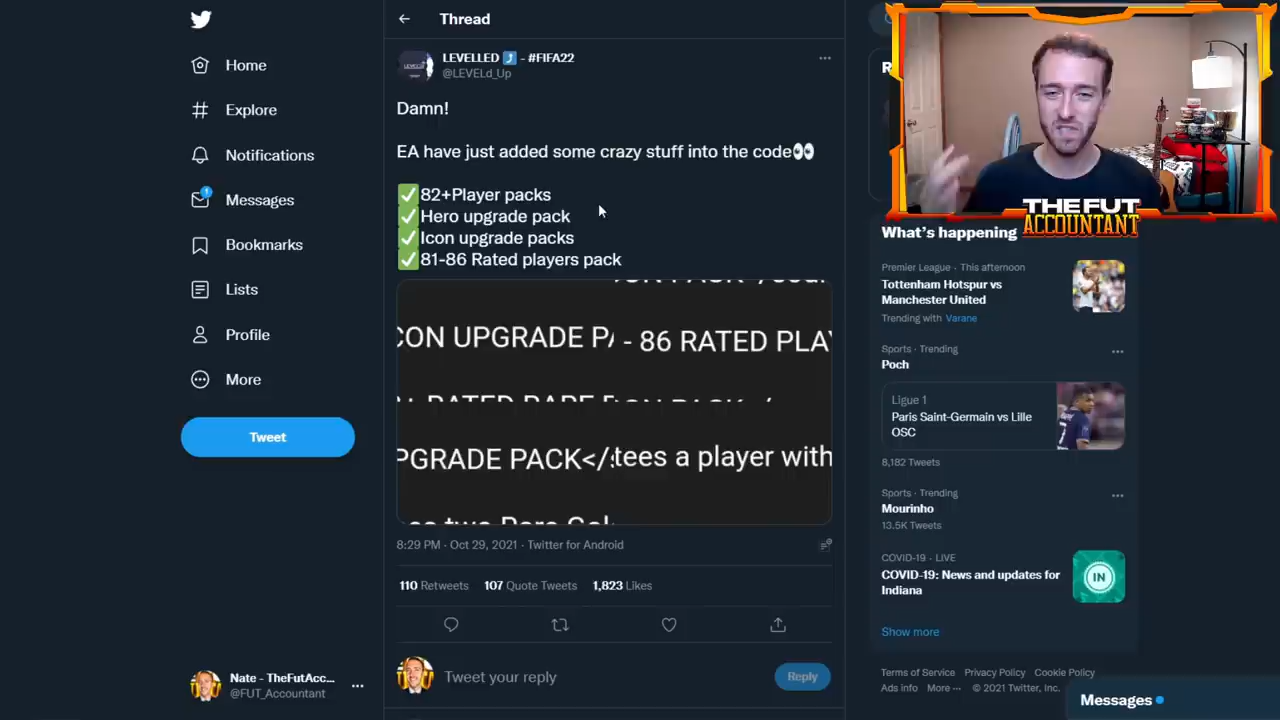 Home
Explore
Notifications
1
Messages
Bookmarks
Lists
Profile
More
Tweet
Nate - TheFutAcc...
@FUT_Accountant
Thread
LEVELLED - #FIFA22
@LEVELd_Up
Damn!
EA have just added some crazy stuff into the code
82+Player packs
Hero upgrade pack
Icon upgrade packs
81-86 Rated players pack
CON UPGRADE PA
- 86 RATED PLAY
PGRADE PACK</s
tees a player with
8:29 PM · Oct 29, 2021 · Twitter for Android
110 Retweets 107 Quote Tweets 1,823 Likes
Tweet your reply
Reply
THE FUT
ACCOUNTANT
What's happening
Premier League · This afternoon
Tottenham Hotspur vs
Manchester United
Trending with Varane
Sports · Trending
Poch
Ligue 1
Paris Saint-Germain vs Lille
OSC
8,182 Tweets
Sports · Trending
Mourinho
13.5K Tweets
COVID-19 · LIVE
COVID-19: News and updates for
Indiana
IN
Show more
Terms of Service Privacy Policy Cookie Policy
Ads info More ··· © 2021 Twitter, Inc.
Messages